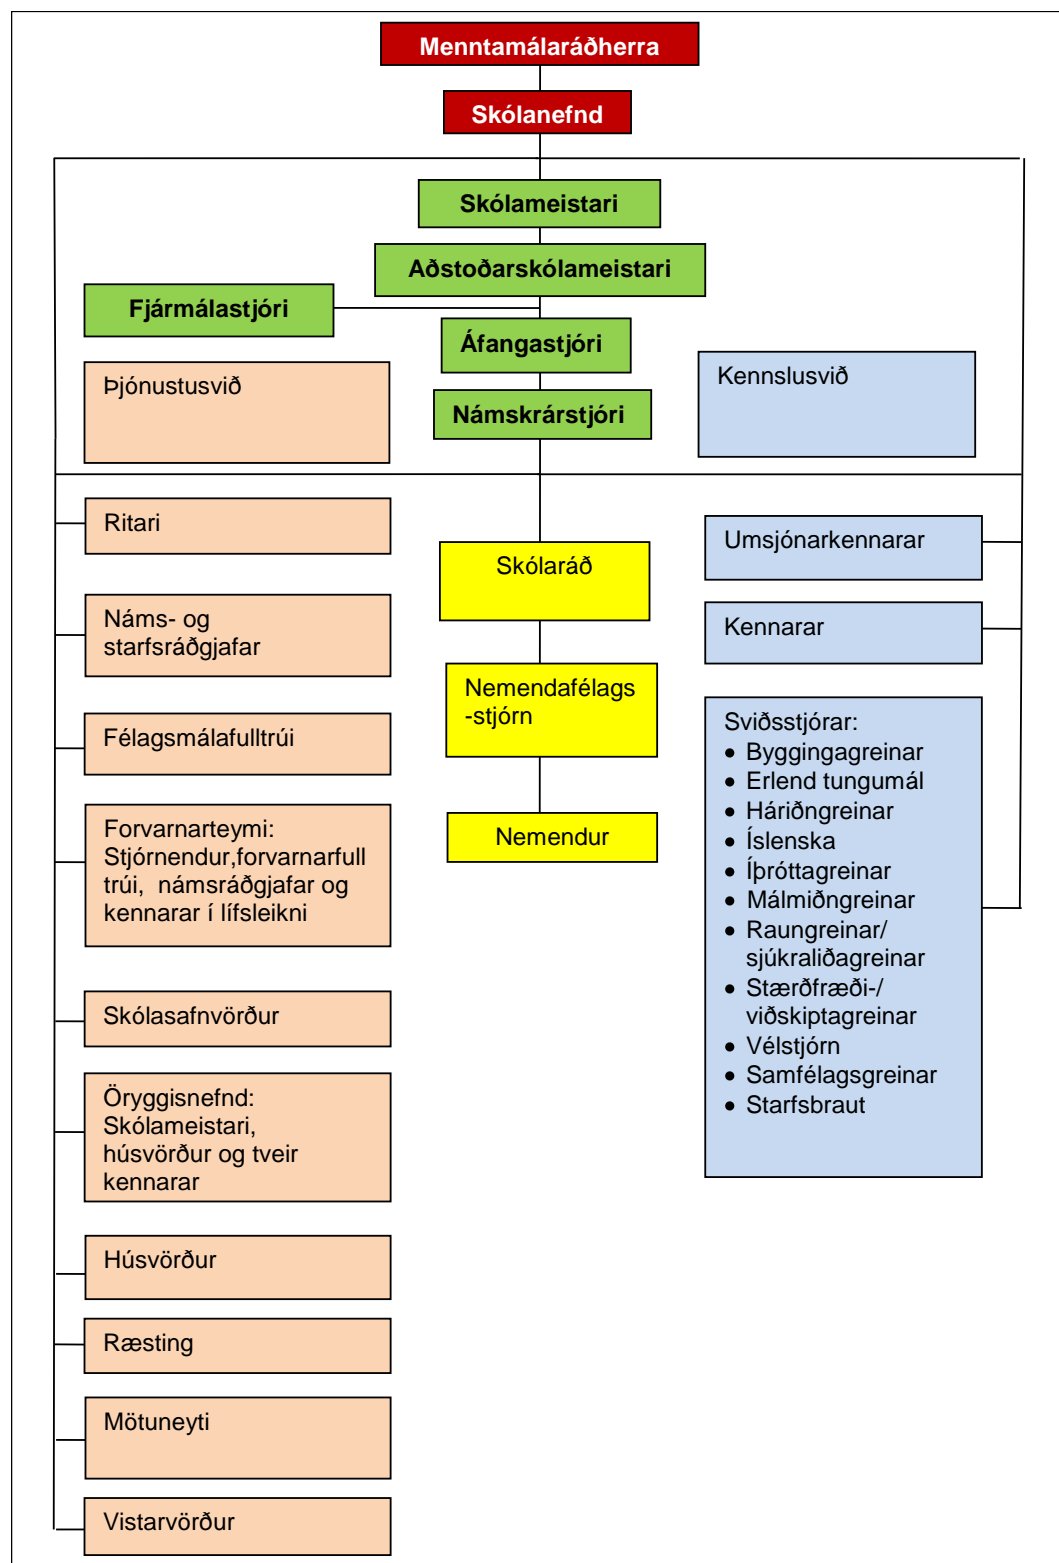 Menntamálaráðherra
Skólanefnd
Skólameistari
Aðstoðarskólameistari
Fjármálastjóri
Áfangastjóri
Námskrárstjóri
Þjónustusvið
Ritari
Náms- og
starfsráðgjafar
Félagsmálafulltrúi
Forvarnarteymi:
Stjórnendur,forvarnarfull
trúi,  námsráðgjafar og
kennarar í lífsleikni
Skólasafnvörður
Öryggisnefnd:
Skólameistari,
húsvörður og tveir
kennarar
Húsvörður
Ræsting
Mötuneyti
Vistarvörður
Skólaráð
Nemendafélags
-stjórn
Nemendur
Kennslusvið
Umsjónarkennarar
Kennarar
Sviðsstjórar:
• Byggingagreinar
• Erlend tungumál
• Háriðngreinar
• Íslenska
• Íþróttagreinar
• Málmiðngreinar
• Raungreinar/
sjúkraliðagreinar
• Stærðfræði-/
viðskiptagreinar
• Vélstjórn
• Samfélagsgreinar
• Starfsbraut